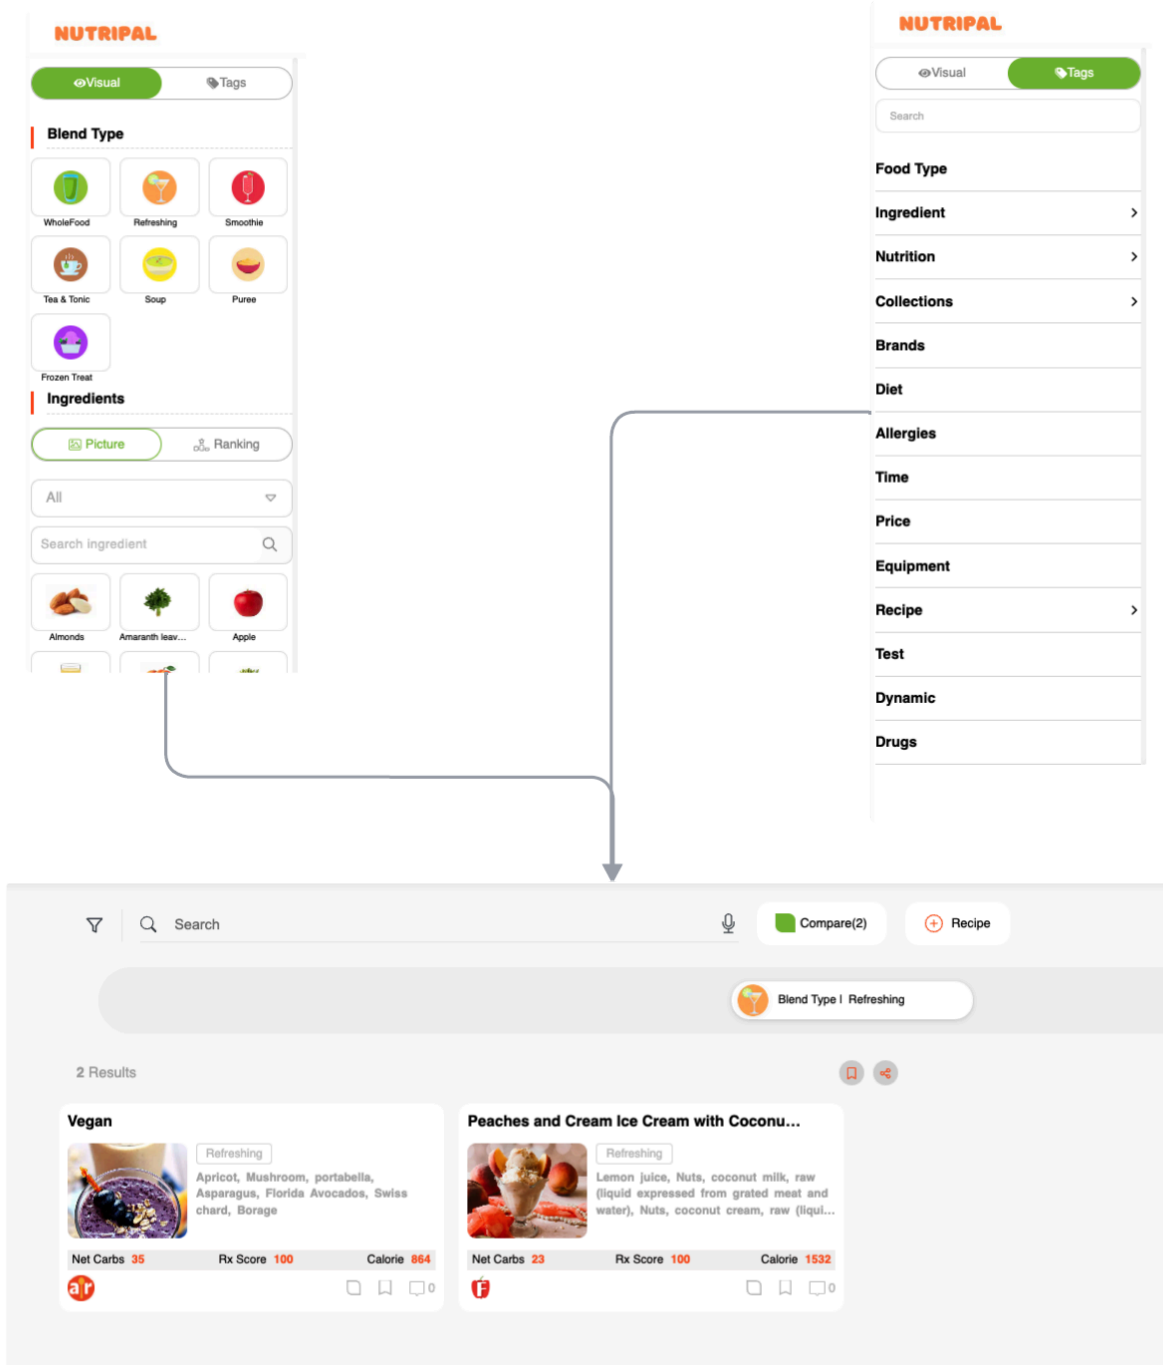 NUTRIPAL
Visual
Tags
Blend Type
WholeFood
Refreshing
Smoothie
Tea & Tonic
Soup
Puree
Frozen Treat
Ingredients
Picture
Ranking
All
Search ingredient
Almonds
Amaranth leav...
Apple
NUTRIPAL
Visual
Tags
Search
Food Type
Ingredient
Nutrition
Collections
Brands
Diet
Allergies
Time
Price
Equipment
Recipe
Test
Dynamic
Drugs
Search
Compare(2)
Recipe
Blend Type | Refreshing
2 Results
Vegan
Refreshing
Apricot, Mushroom, portabella,
Asparagus, Florida Avocados, Swiss
chard, Borage
Net Carbs 35
Rx Score 100
Calorie 864
ar
0
Peaches and Cream Ice Cream with Coconu...
Refreshing
Lemon juice, Nuts, coconut milk, raw
(liquid expressed from grated meat and
water), Nuts, coconut cream, raw (liqui...
Net Carbs 23
Rx Score 100
Calorie 1532
F
0